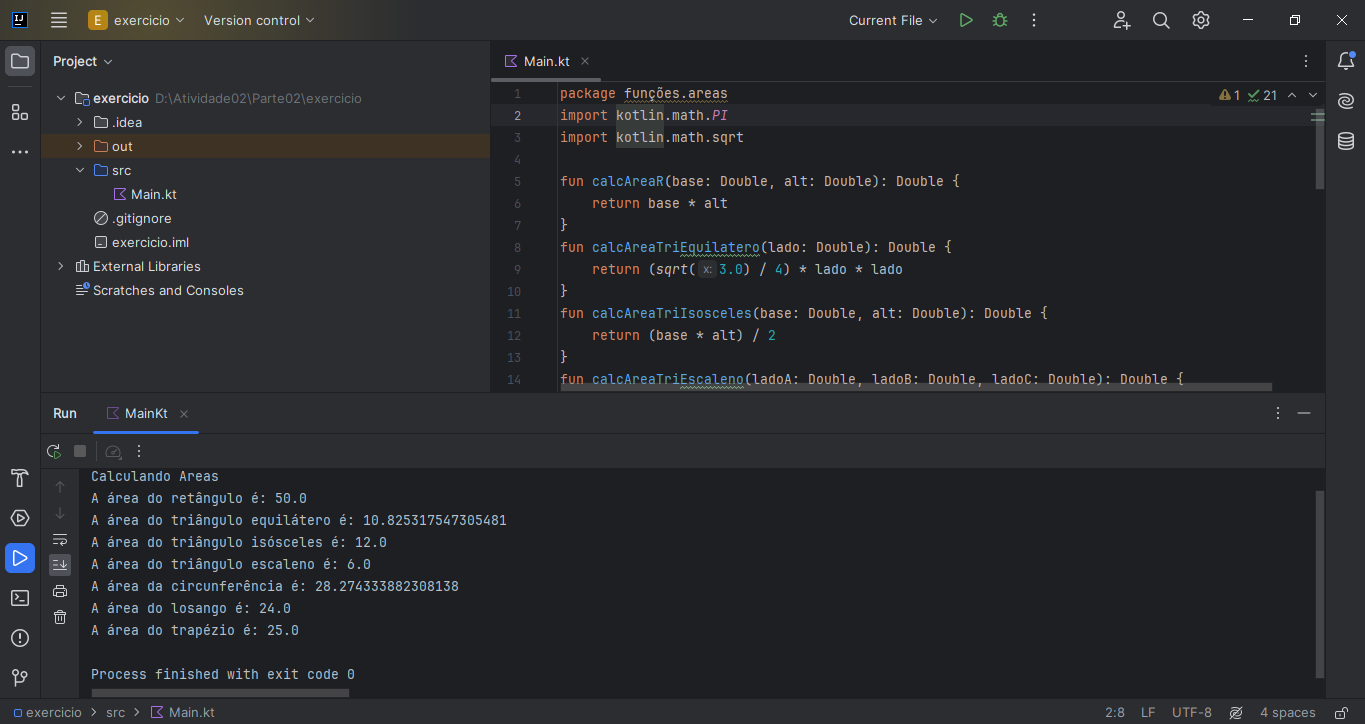 IJ E exercicio Version control Current File
Project
exercicio D:\Atividade02\Parte02\exercicio
.idea
out
src
Main.kt
.gitignore
exercicio.iml
External Libraries
Scratches and Consoles
Main.kt
1 package funções.areas
2 import kotlin.math.PI
3 import kotlin.math.sqrt
4
5 fun calcAreaR(base: Double, alt: Double): Double {
6 return base * alt
7 }
8 fun calcAreaTriEquilatero(lado: Double): Double {
9 return (sqrt( x: 3.0) / 4) * lado * lado
10 }
11 fun calcAreaTriIsosceles(base: Double, alt: Double): Double {
12 return (base * alt) / 2
13 }
14 fun calcAreaTriEscaleno(ladoA: Double, ladoB: Double, ladoC: Double): Double {
1 21
Run MainKt
Calculando Areas
A área do retângulo é: 50.0
A área do triângulo equilátero é: 10.825317547305481
A área do triângulo isósceles é: 12.0
A área do triângulo escaleno é: 6.0
A área da circunferência é: 28.274333882308138
A área do losango é: 24.0
A área do trapézio é: 25.0
Process finished with exit code 0
exercicio > src > Main.kt 2:8 LF UTF-8 4 spaces